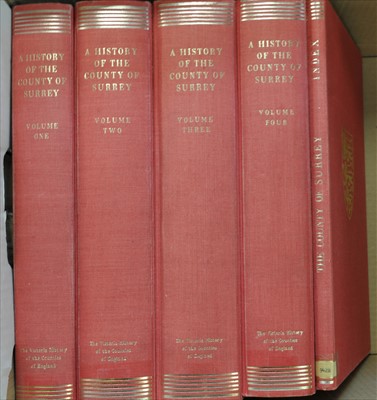 A HISTORY
OF THE
COUNTY OF
SURREY
VOLUME
ONE
The Victoria History
of the Counties
of England
A HISTORY
OF THE
COUNTY OF
SURREY
VOLUME
TWO
The Victoria History
of the Counties
of England
A HISTORY
OF THE
COUNTY OF
SURREY
VOLUME
THREE
The Victoria History
of the Counties
of England
A HISTORY
OF THE
COUNTY OF
SURREY
VOLUME
FOUR
The Victoria History
of the Counties
of England
THE COUNTY OF SURREY INDEX